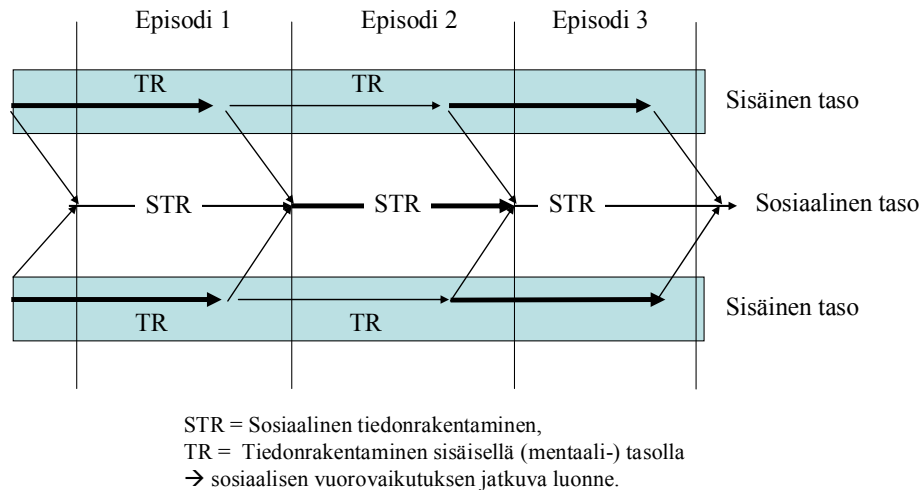 Episodi 1 Episodi 2 Episodi 3
TR TR Sisäinen taso
STR STR STR Sosiaalinen taso
TR TR Sisäinen taso
STR = Sosiaalinen tiedonrakentaminen,
TR = Tiedonrakentaminen sisäisellä (mentaali-) tasolla
→ sosiaalisen vuorovaikutuksen jatkuva luonne.